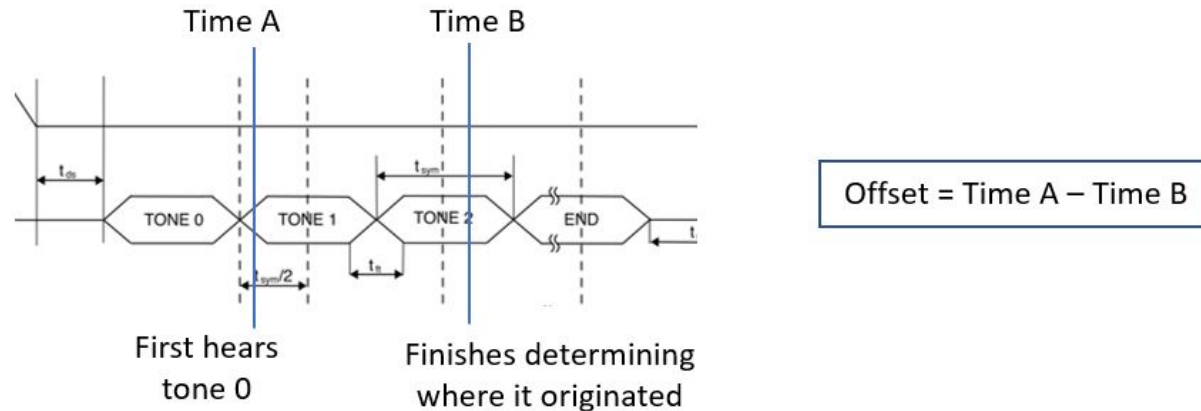 Time A
Time B
t_ds
t_sym
TONE 0
TONE 1
TONE 2
END
Offset = Time A – Time B
t_sym/2
First hears
tone 0
Finishes determining
where it originated